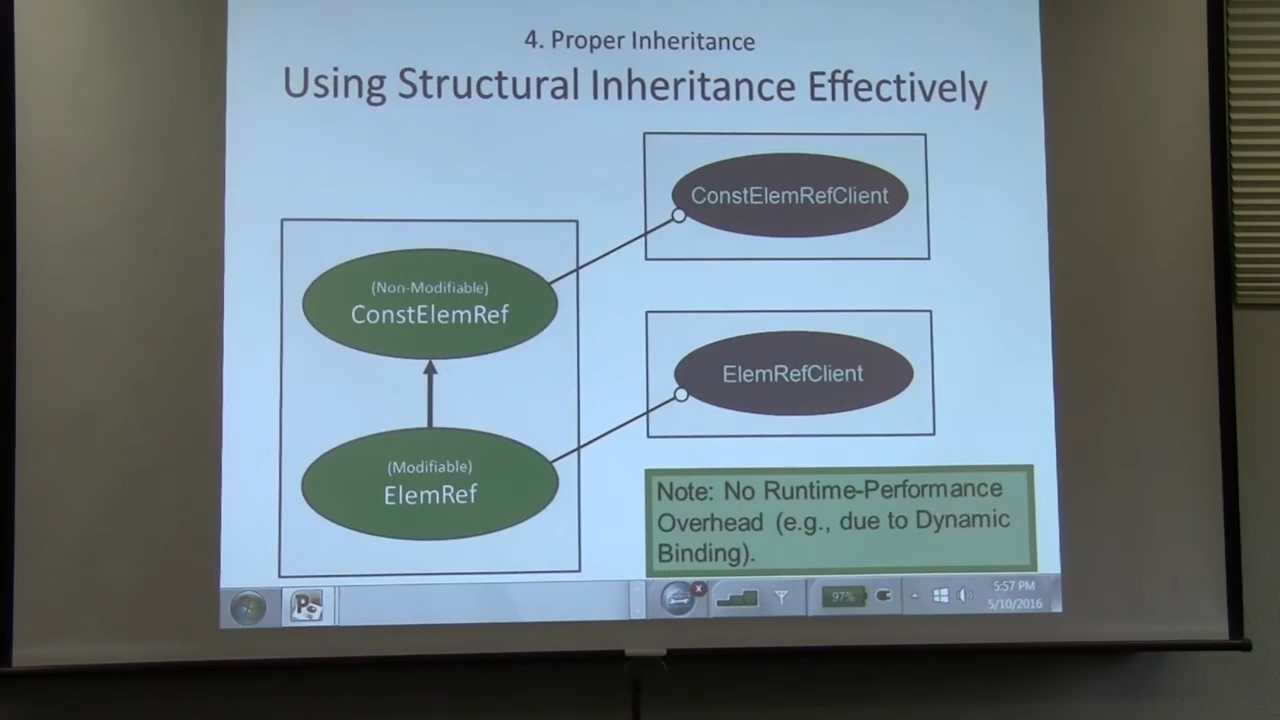 4. Proper Inheritance
Using Structural Inheritance Effectively
ConstElemRefClient
(Non-Modifiable)
ConstElemRef
ElemRefClient
(Modifiable)
ElemRef
Note: No Runtime-Performance
Overhead (e.g., due to Dynamic
Binding).
97%
5:57 PM
5/10/2016